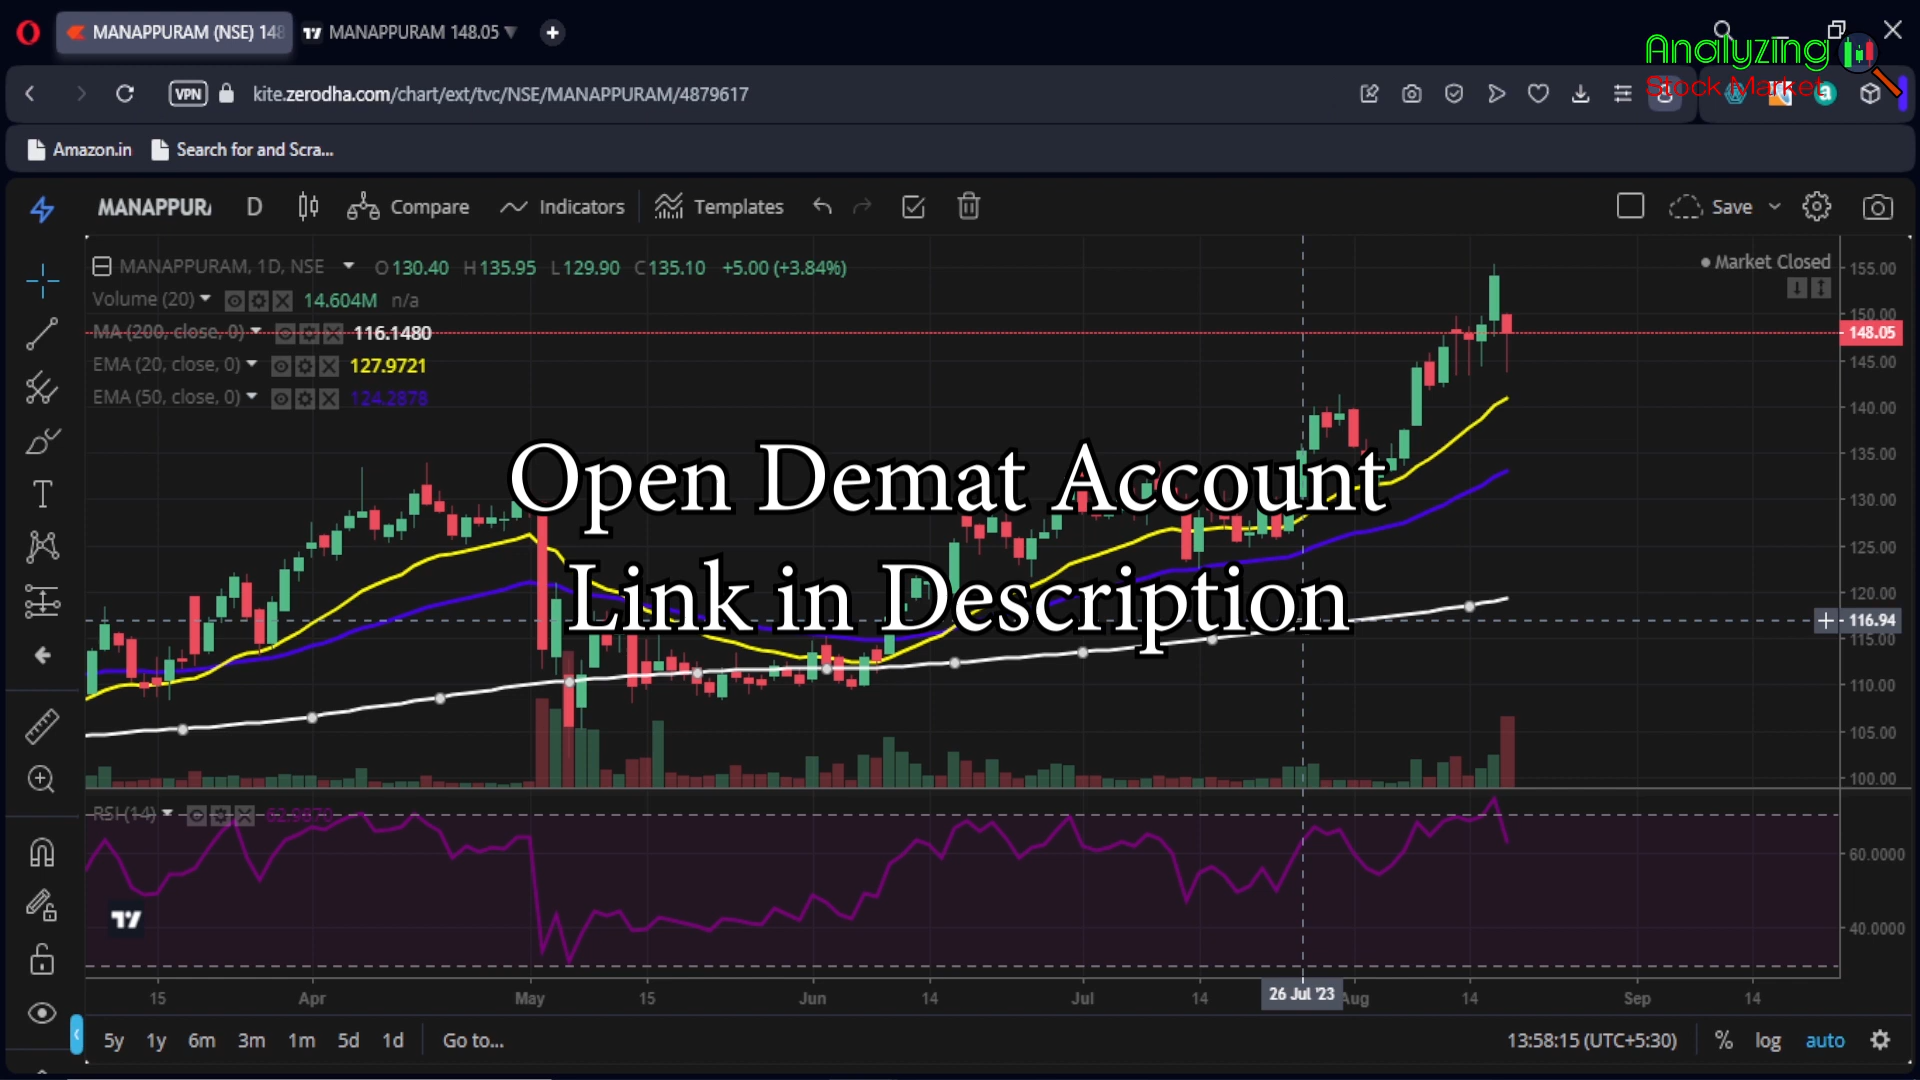 MANAPPURAM (NSE) 148
MANAPPURAM 148.05
Analyzing
Stock Market
VPN
kite.zerodha.com/chart/ext/tvc/NSE/MANAPPURAM/4879617
Amazon.in
Search for and Scra...
MANAPPURA
D
Compare
Indicators
Templates
Save
MANAPPURAM, 1D, NSE O130.40 H135.95 L129.90 C135.10 +5.00 (+3.84%)
Market Closed
Volume (20) 14.604M n/a
MA (200, close, 0) 116.1480
EMA (20, close, 0) 127.9721
EMA (50, close, 0) 124.2878
155.00
150.00
148.05
145.00
140.00
135.00
130.00
125.00
120.00
116.94
115.00
110.00
105.00
100.00
Open Demat Account
Link in Description
RSI (14) 62.9870
60.0000
40.0000
15 Apr May 15 Jun 14 Jul 14 26 Jul '23 Aug 14 Sep 14
5y 1y 6m 3m 1m 5d 1d Go to...
13:58:15 (UTC+5:30) % log auto